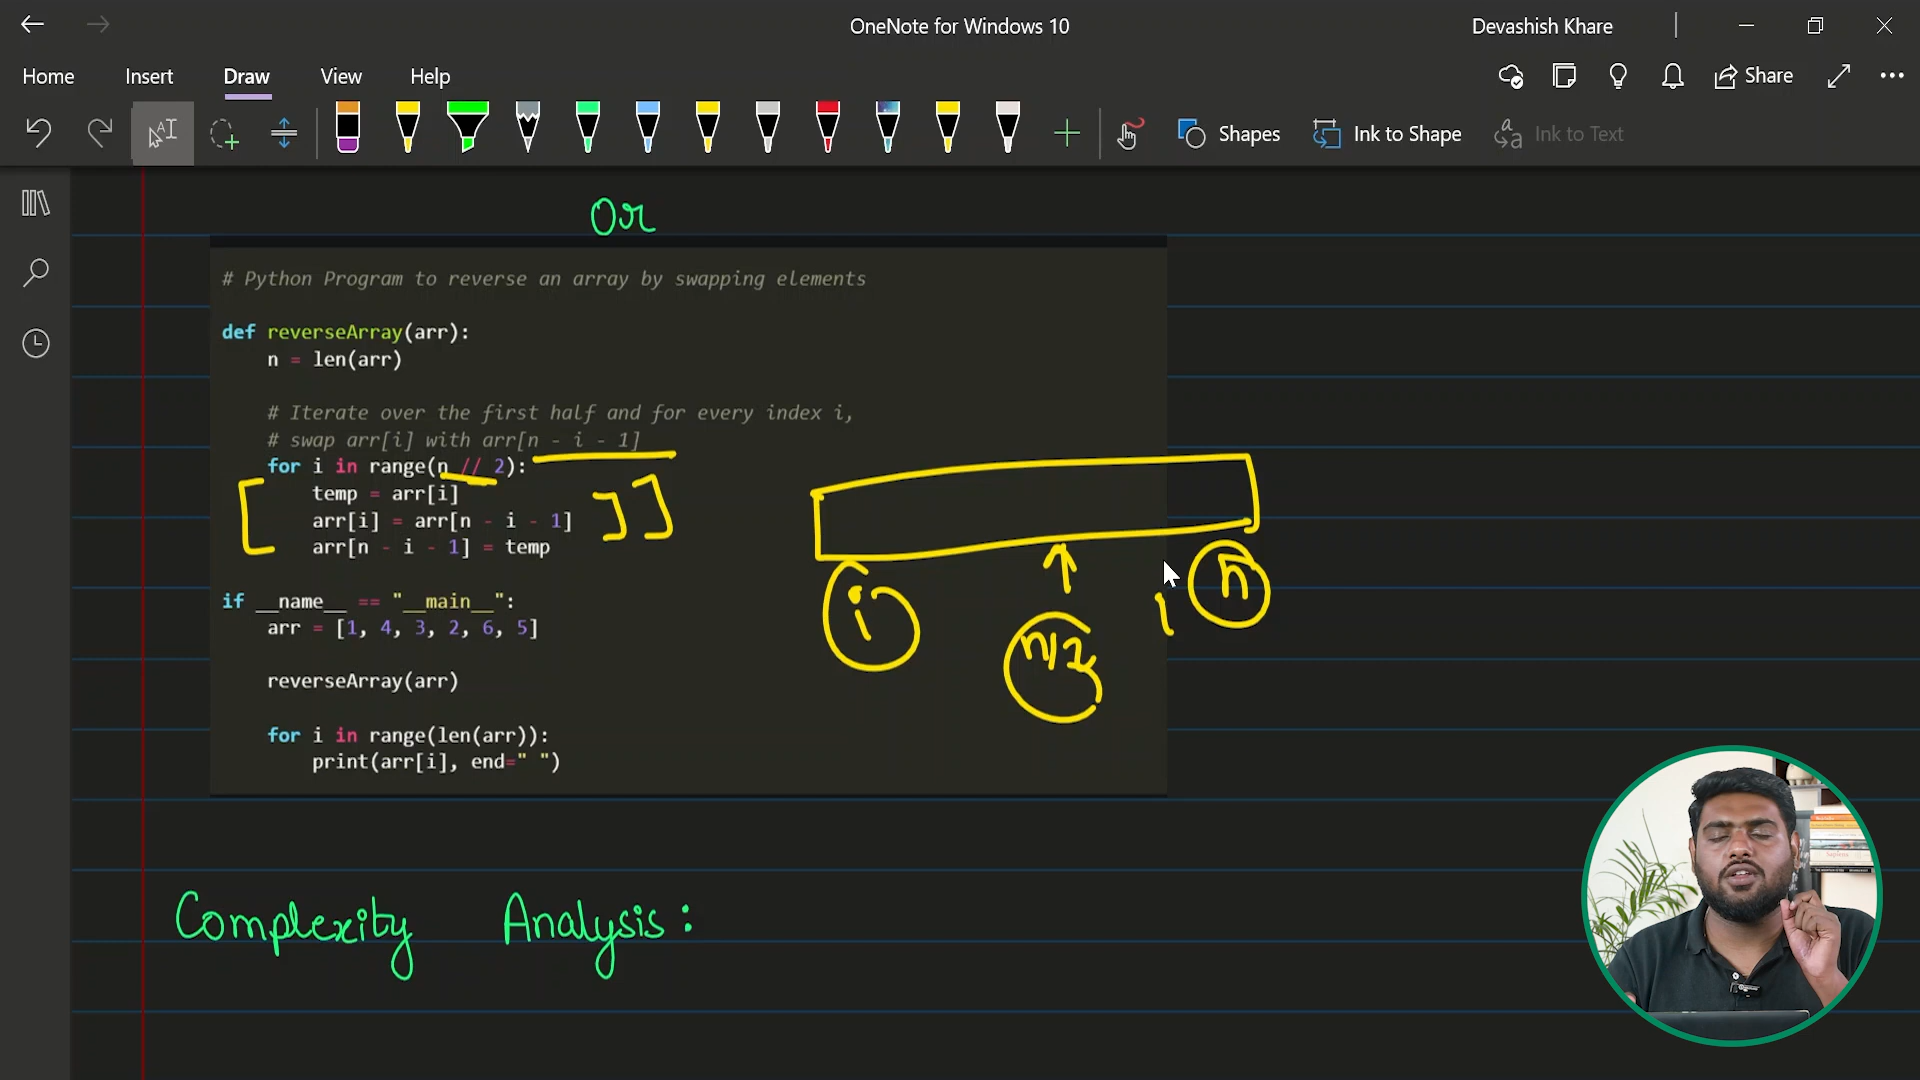 OneNote for Windows 10
Devashish Khare
Home Insert Draw View Help
Share
Shapes Ink to Shape Ink to Text
Or
# Python Program to reverse an array by swapping elements
def reverseArray(arr):
n = len(arr)
# Iterate over the first half and for every index i,
# swap arr[i] with arr[n - i - 1]
for i in range(n // 2):
temp = arr[i]
arr[i] = arr[n - i - 1]
arr[n - i - 1] = temp
if __name__ == "__main__":
arr = [1, 4, 3, 2, 6, 5]
reverseArray(arr)
for i in range(len(arr)):
print(arr[i], end=" ")
i
n/2
n
Complexity Analysis: